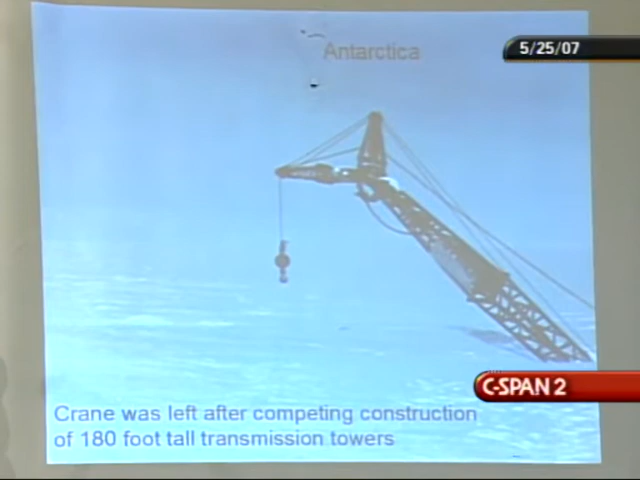 Antarctica
5/25/07
C-SPAN 2
Crane was left after competing construction
of 180 foot tall transmission towers